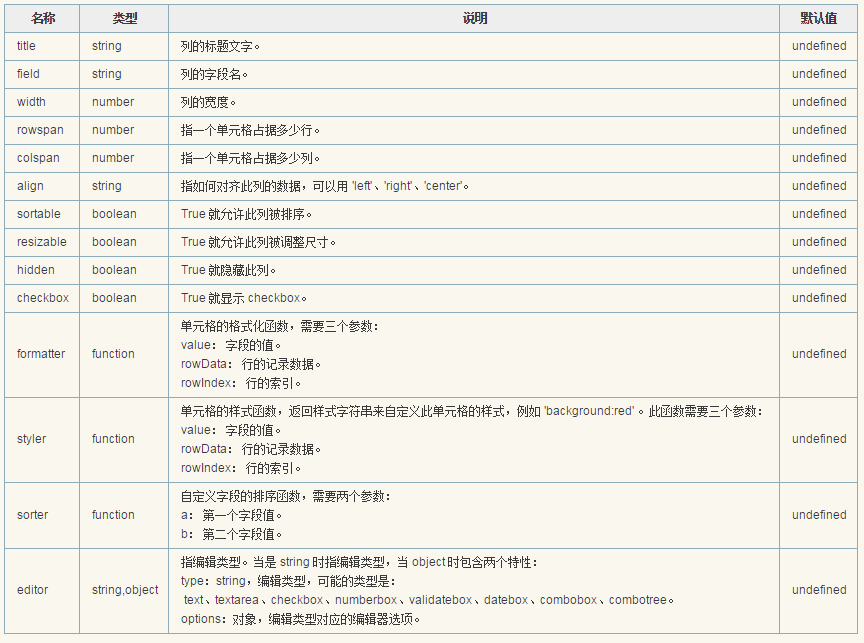 名称 类型 说明 默认值
title string 列的标题文字。 undefined
field string 列的字段名。 undefined
width number 列的宽度。 undefined
rowspan number 指一个单元格占据多少行。 undefined
colspan number 指一个单元格占据多少列。 undefined
align string 指如何对齐此列的数据，可以用 'left'、'right'、'center'。 undefined
sortable boolean True 就允许此列被排序。 undefined
resizable boolean True 就允许此列被调整尺寸。 undefined
hidden boolean True 就隐藏此列。 undefined
checkbox boolean True 就显示 checkbox。 undefined
formatter function 单元格的格式化函数，需要三个参数： undefined
value：字段的值。
rowData：行的记录数据。
rowIndex：行的索引。
styler function 单元格的样式函数，返回样式字符串来自定义此单元格的样式，例如 'background:red' 。此函数需要三个参数： undefined
value：字段的值。
rowData：行的记录数据。
rowIndex：行的索引。
sorter function 自定义字段的排序函数，需要两个参数： undefined
a：第一个字段值。
b：第二个字段值。
editor string,object 指编辑类型。当是 string 时指编辑类型，当 object 时包含两个特性： undefined
type：string，编辑类型，可能的类型是：
text、textarea、checkbox、numberbox、validatebox、datebox、combobox、combotree。
options：对象，编辑类型对应的编辑器选项。